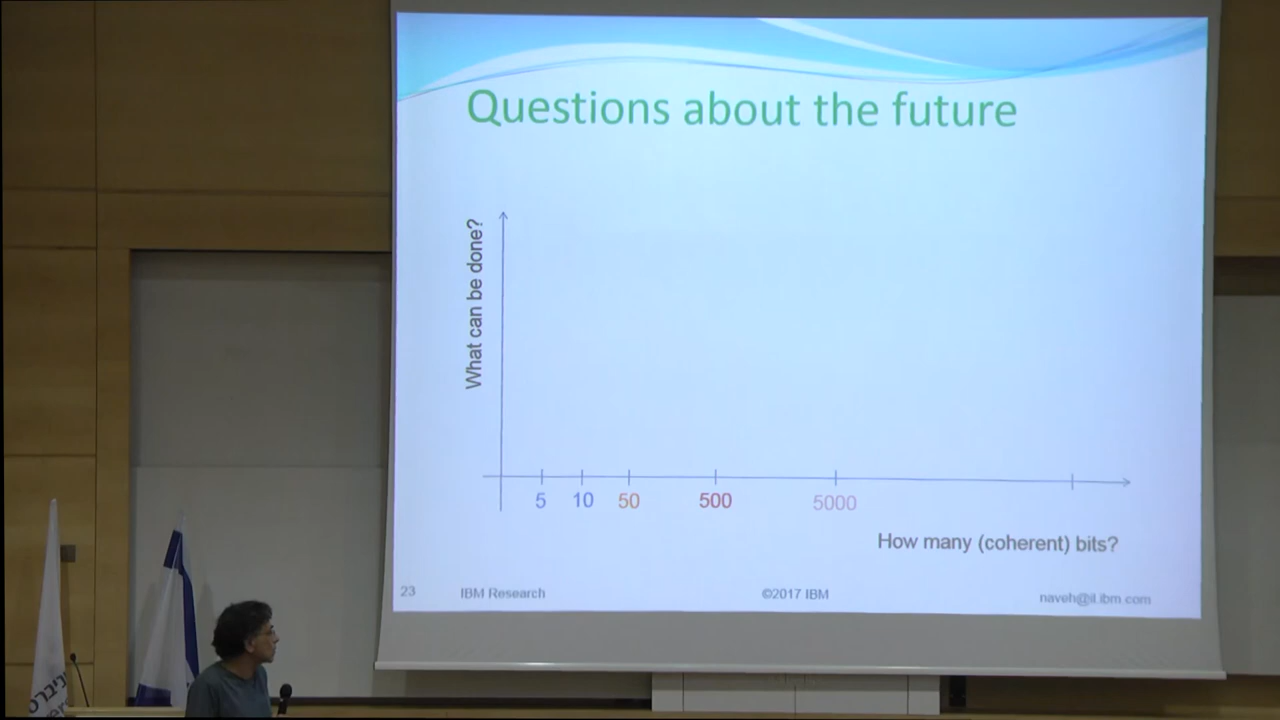 Questions about the future
What can be done?
5 10 50 500 5000
How many (coherent) bits?
23 IBM Research ©2017 IBM naveh@il.ibm.com